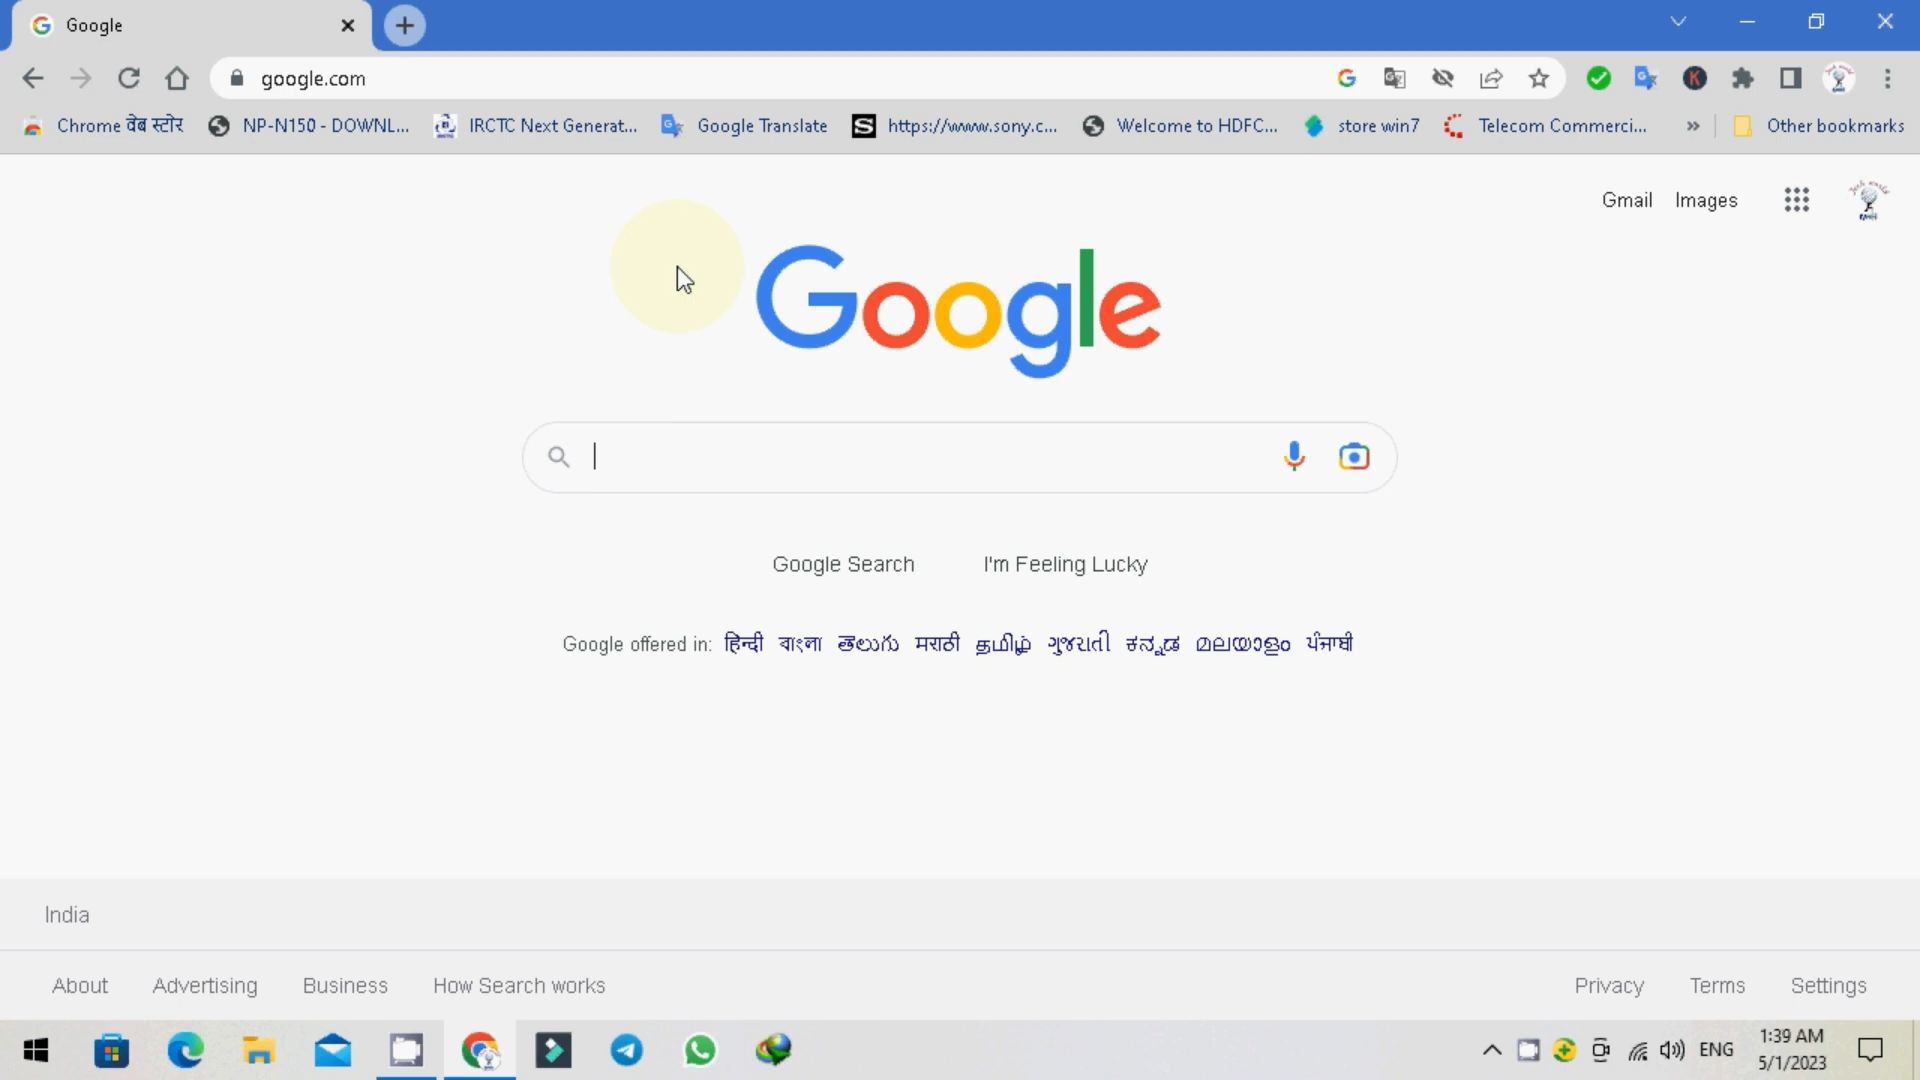 Google
google.com
Chrome वेब स्टोर NP-N150 - DOWNL... IRCTC Next Generat... Google Translate S https://www.sony.c... Welcome to HDFC... store win7 Telecom Commerci... » Other bookmarks
Gmail Images
Google
Google Search I'm Feeling Lucky
Google offered in: हिन्दी বাংলা తెలుగు मराठी தமிழ் ગુજરાતી ಕನ್ನಡ മലയാളം ਪੰਜਾਬੀ
India
About Advertising Business How Search works Privacy Terms Settings
ENG 1:39 AM
5/1/2023